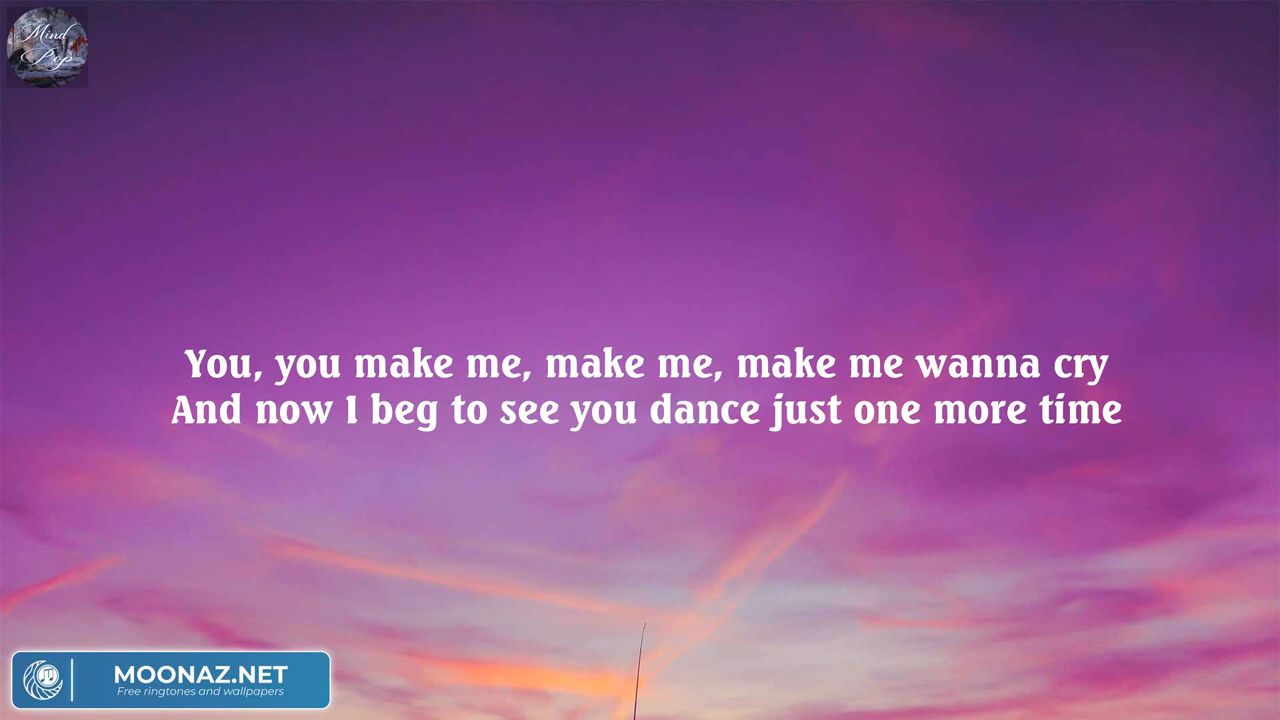 Mind
Pop
You, you make me, make me, make me wanna cry
And now I beg to see you dance just one more time
MOONAZ.NET
Free ringtones and wallpapers